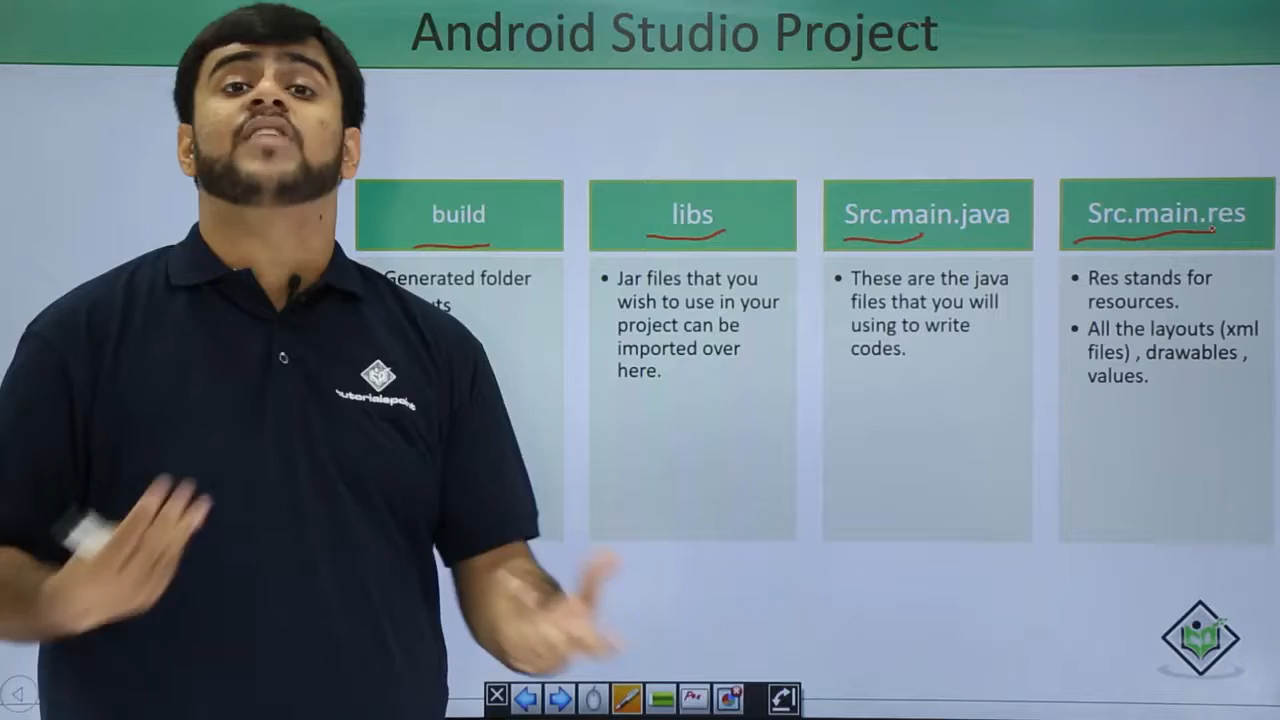 Android Studio Project
build
libs
Src.main.java
Src.main.res
Generated folder
• Jar files that you
wish to use in your
project can be
imported over
here.
• These are the java
files that you will
using to write
codes.
• Res stands for
resources.
• All the layouts (xml
files) , drawables ,
values.
tutorialspoint